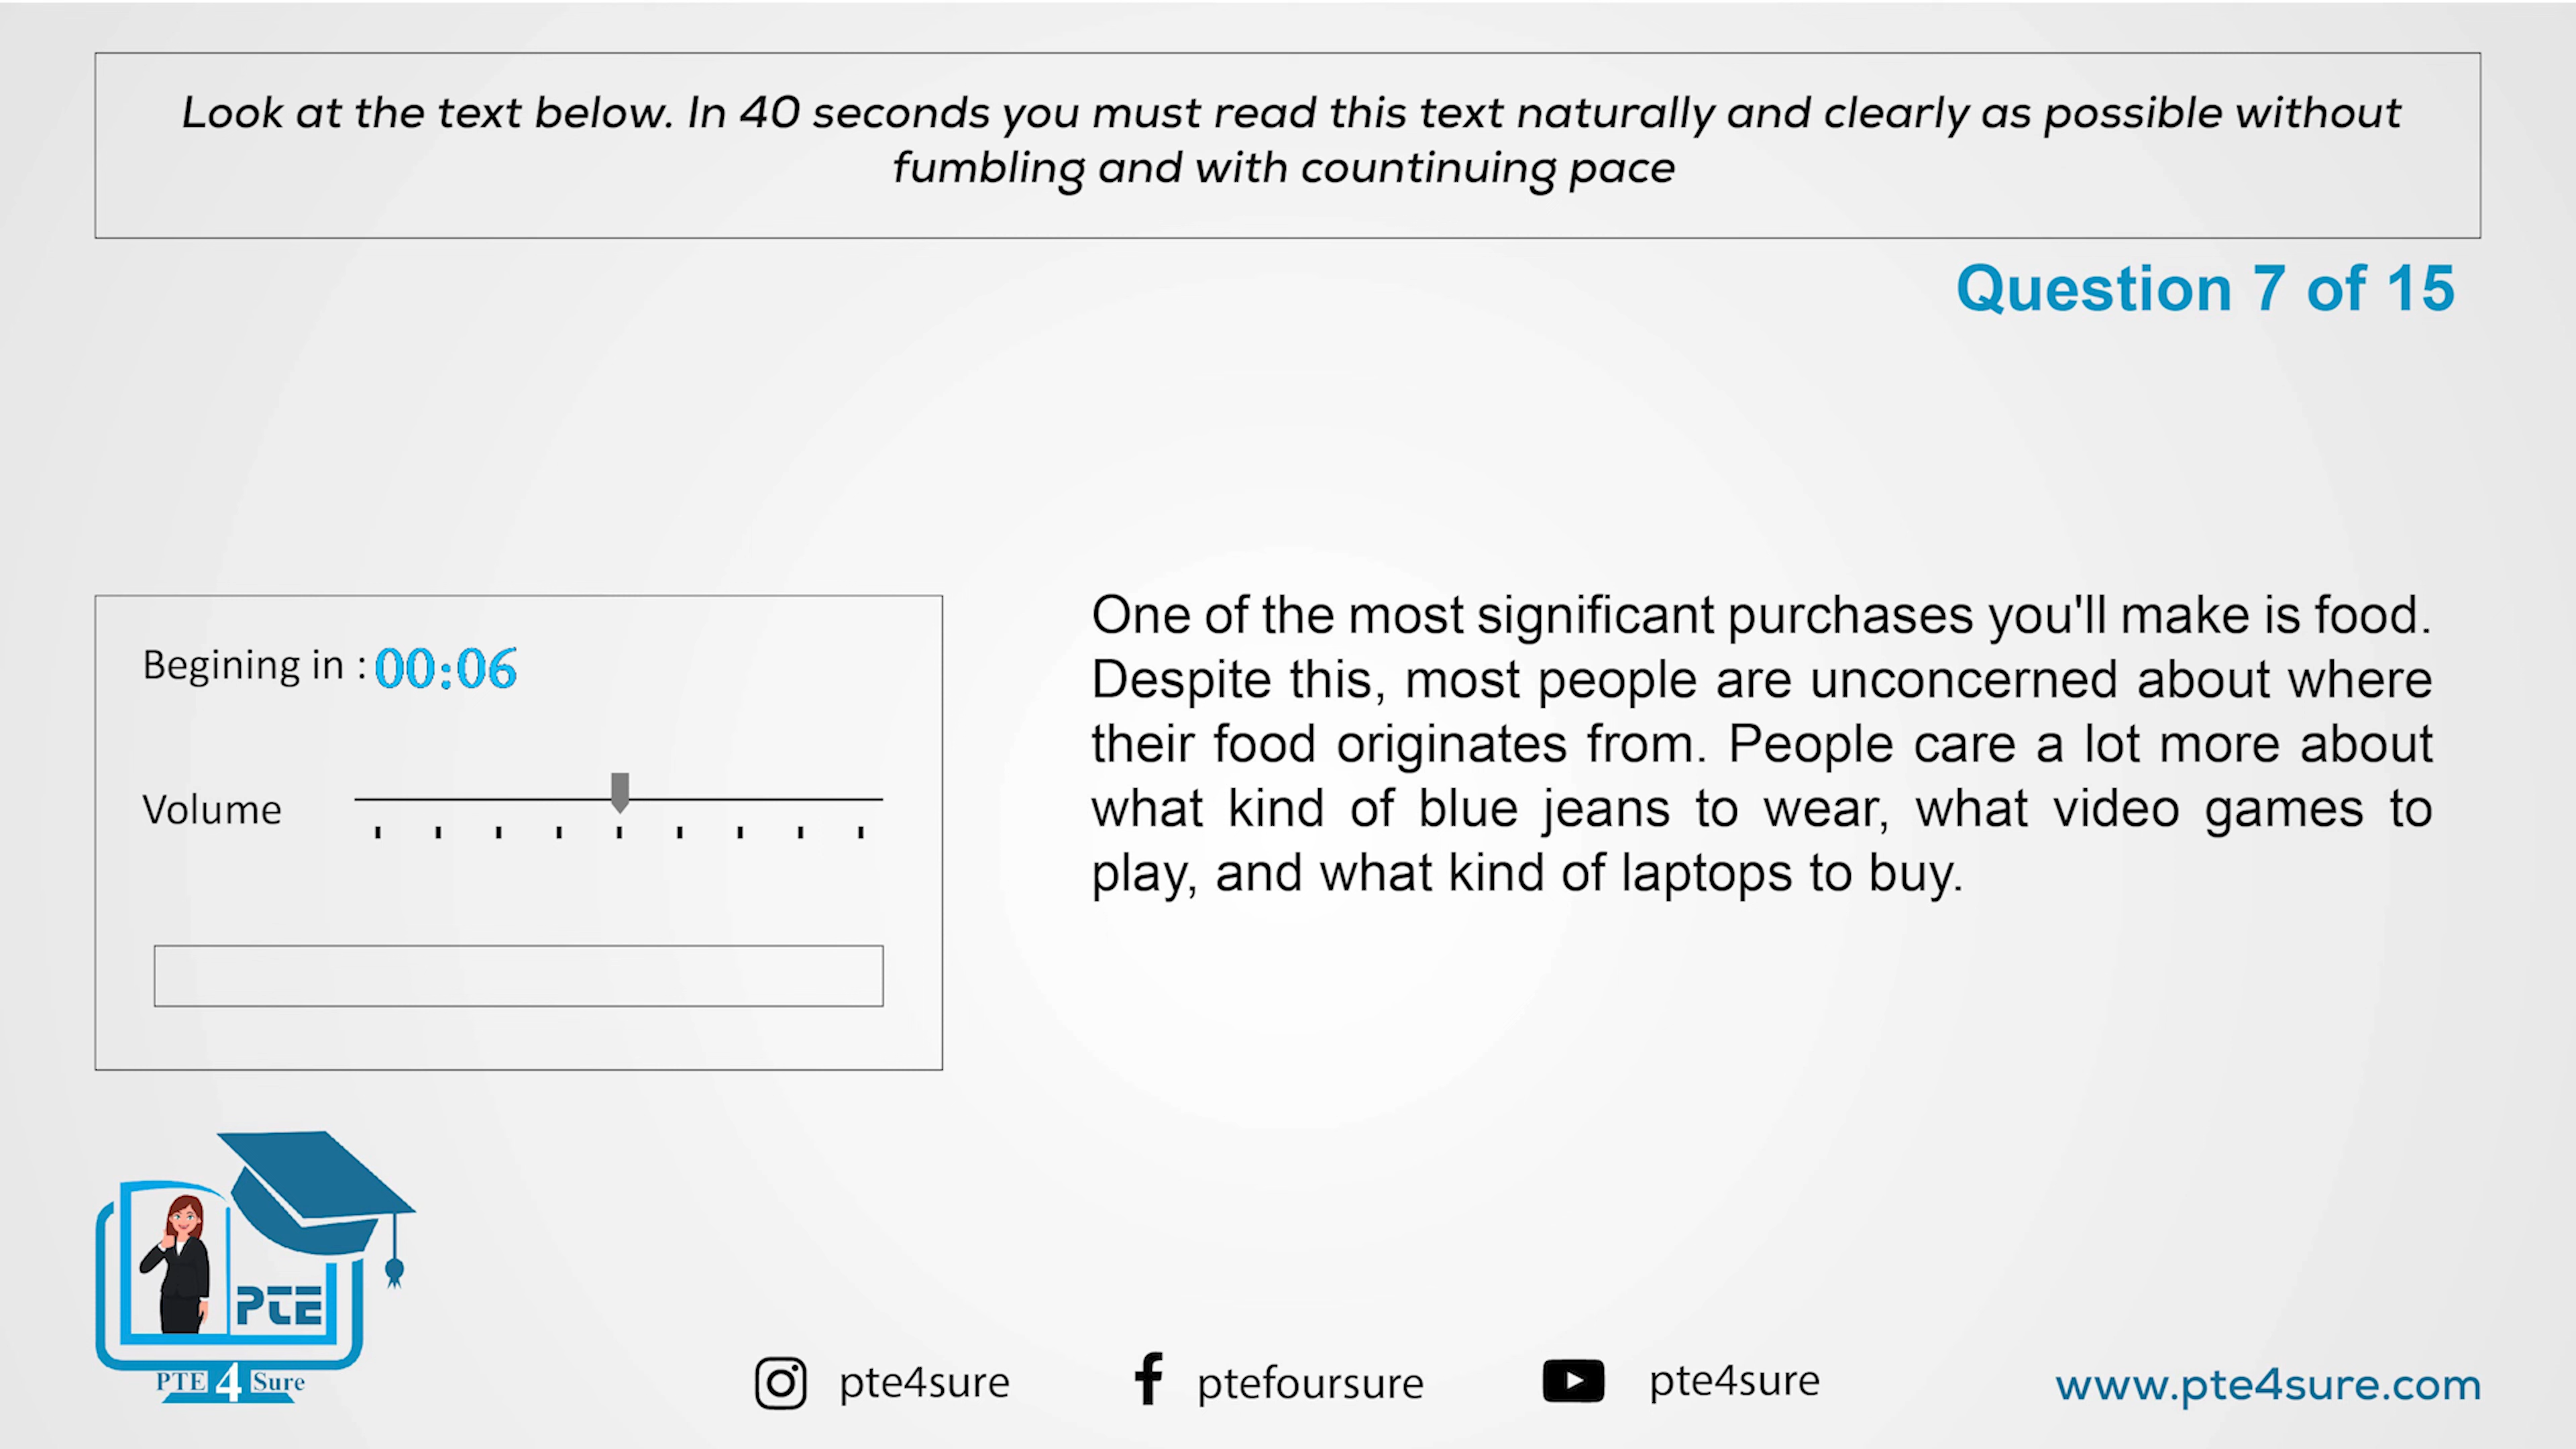 Look at the text below. In 40 seconds you must read this text naturally and clearly as possible without
fumbling and with countinuing pace
Question 7 of 15
Begining in : 00:06
Volume
One of the most significant purchases you'll make is food.
Despite this, most people are unconcerned about where
their food originates from. People care a lot more about
what kind of blue jeans to wear, what video games to
play, and what kind of laptops to buy.
PTE
PTE 4 Sure
pte4sure
ptefoursure
pte4sure
www.pte4sure.com